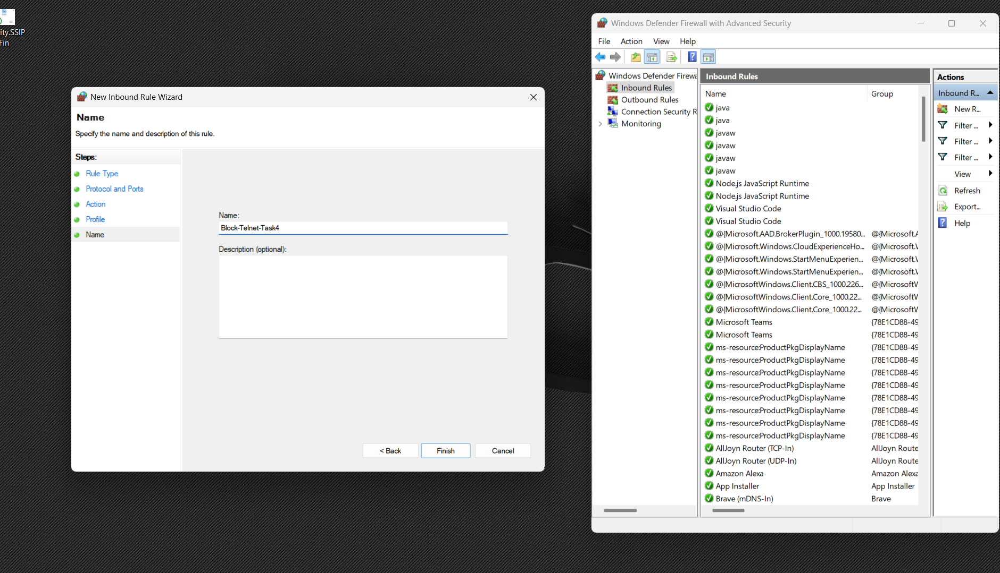 ity.SSIP
Fin
New Inbound Rule Wizard
Name
Specify the name and description of this rule.
Steps:
Rule Type
Protocol and Ports
Action
Profile
Name
Name:
Block-Telnet-Task4
Description (optional):
< Back
Finish
Cancel
Windows Defender Firewall with Advanced Security
File
Action
View
Help
Windows Defender Firewa
Inbound Rules
Outbound Rules
Connection Security R
Monitoring
Inbound Rules
Name Group
java
java
javaw
javaw
javaw
javaw
Node.js JavaScript Runtime
Node.js JavaScript Runtime
Visual Studio Code
Visual Studio Code
@{Microsoft.AAD.BrokerPlugin_1000.19580... @{Microsoft.A
@{Microsoft.Windows.CloudExperienceHo... @{Microsoft.W
@{Microsoft.Windows.StartMenuExperien... @{Microsoft.W
@{Microsoft.Windows.StartMenuExperien... @{Microsoft.W
@{MicrosoftWindows.Client.CBS_1000.226... @{MicrosoftW
@{MicrosoftWindows.Client.Core_1000.22... @{MicrosoftW
@{MicrosoftWindows.Client.Core_1000.22... @{MicrosoftW
Microsoft Teams {78E1CD88-49
Microsoft Teams {78E1CD88-49
ms-resource:ProductPkgDisplayName {78E1CD88-49
ms-resource:ProductPkgDisplayName {78E1CD88-49
ms-resource:ProductPkgDisplayName {78E1CD88-49
ms-resource:ProductPkgDisplayName {78E1CD88-49
ms-resource:ProductPkgDisplayName {78E1CD88-49
ms-resource:ProductPkgDisplayName {78E1CD88-49
ms-resource:ProductPkgDisplayName {78E1CD88-49
ms-resource:ProductPkgDisplayName {78E1CD88-49
AllJoyn Router (TCP-In) AllJoyn Route
AllJoyn Router (UDP-In) AllJoyn Route
Amazon Alexa Amazon Alexa
App Installer App Installer
Brave (mDNS-In) Brave
Actions
Inbound R...
New R...
Filter ...
Filter ...
Filter ...
View
Refresh
Export...
Help